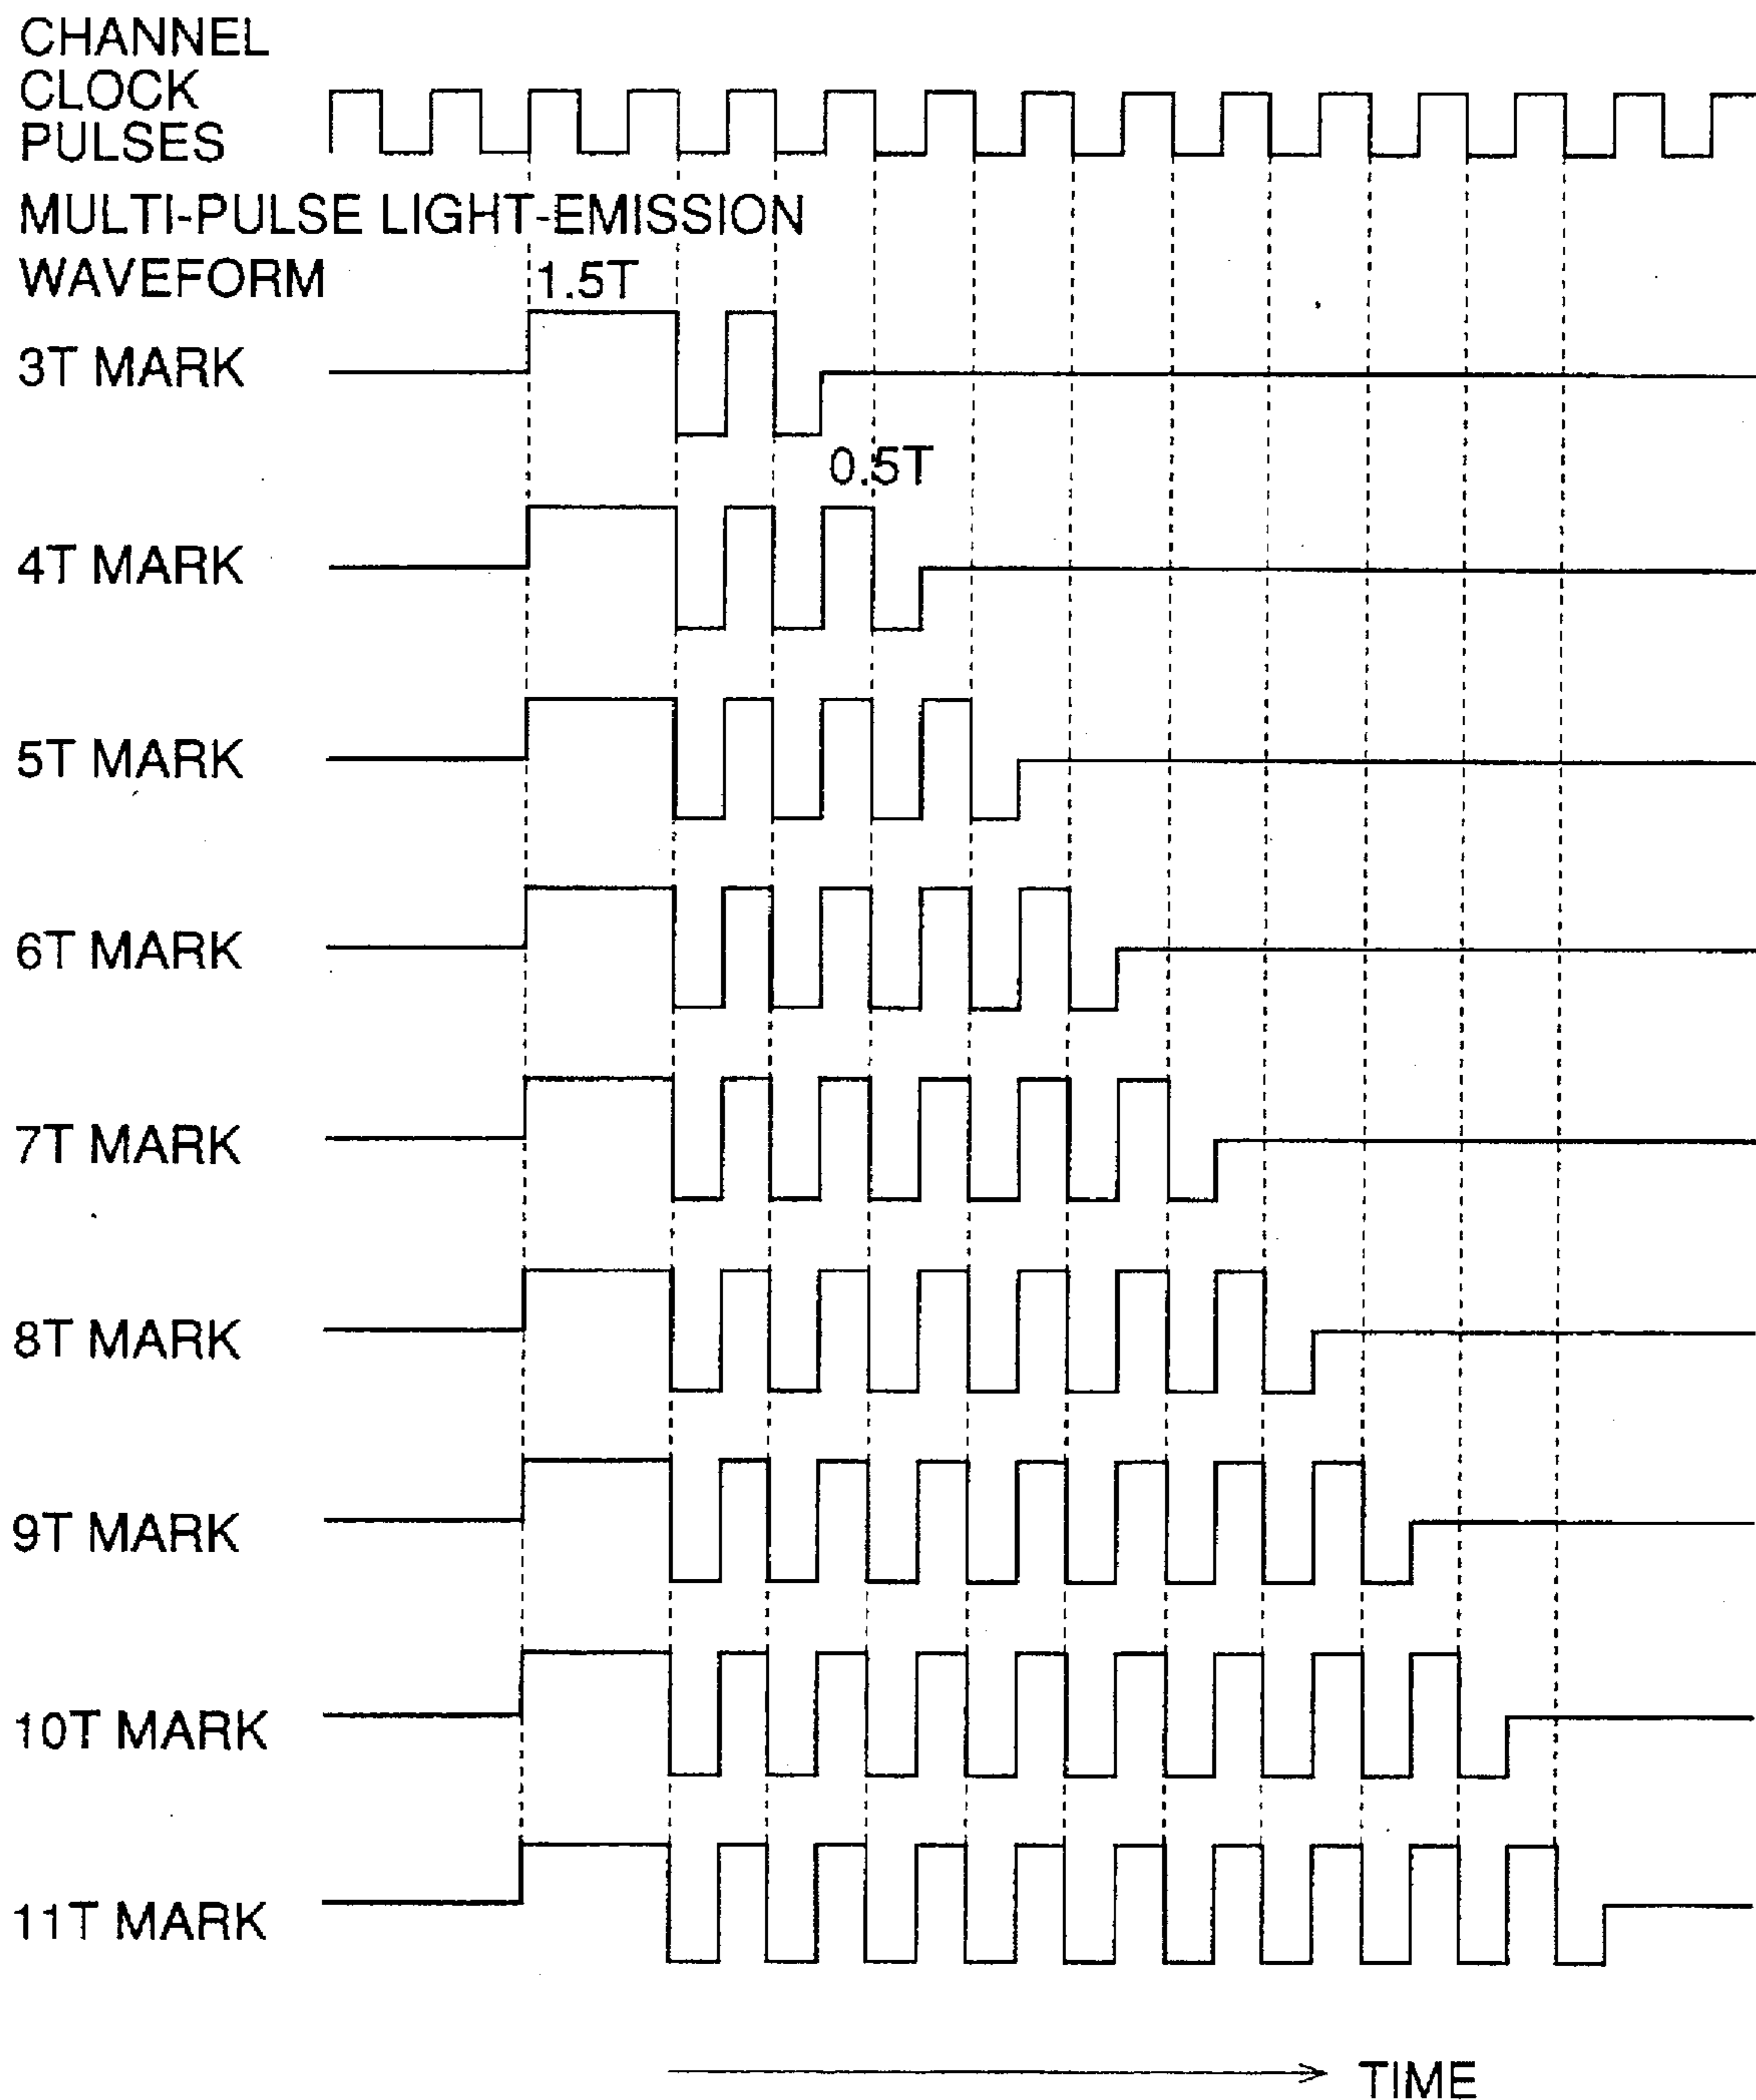 CHANNEL
CLOCK
PULSES
MULTI-PULSE LIGHT-EMISSION
WAVEFORM
1.5T
3T MARK
0.5T
4T MARK
5T MARK
6T MARK
7T MARK
8T MARK
9T MARK
10T MARK
11T MARK
TIME